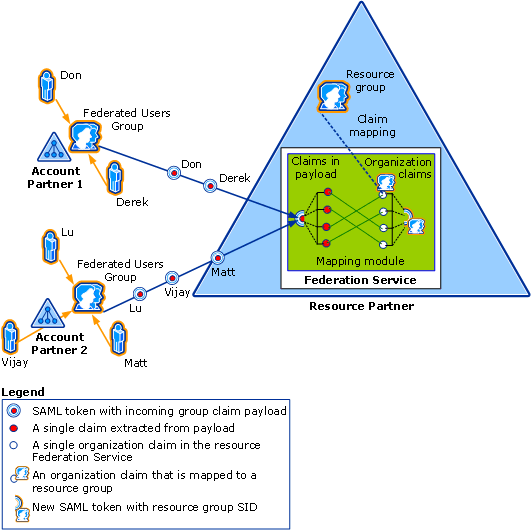 Don
Federated Users
Group
Account
Partner 1
Derek
Don
Derek
Resource
group
Claim
mapping
Claims in
payload
Organization
claims
Mapping module
Federation Service
Resource Partner
Lu
Federated Users
Group
Matt
Vijay
Lu
Account
Partner 2
Vijay
Matt
Legend
SAML token with incoming group claim payload
A single claim extracted from payload
A single organization claim in the resource
Federation Service
An organization claim that is mapped to a
resource group
New SAML token with resource group SID